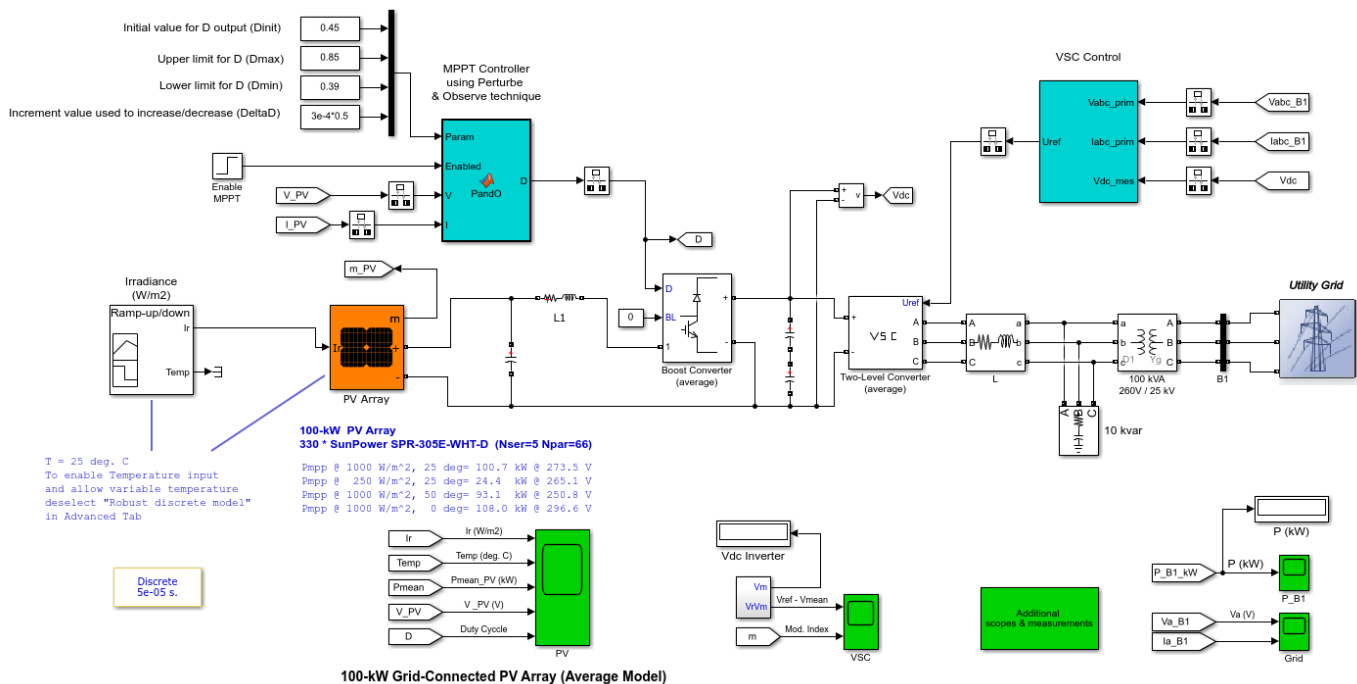 Initial value for D output (Dinit)
0.45
Upper limit for D (Dmax)
0.85
Lower limit for D (Dmin)
0.39
Increment value used to increase/decrease (DeltaD)
3e-4*0.5
MPPT Controller
using Perturbe
& Observe technique
Param
Enabled
V
I
PandO
D
Enable
MPPT
V_PV
I_PV
VSC Control
Vabc_prim
Iabc_prim
Vdc_mes
Uref
Vabc_B1
Iabc_B1
Vdc
+
-
v
Vdc
D
m_PV
Irradiance
(W/m2)
Ramp-up/down
Ir
Temp
Ir
m
+
-
PV Array
L1
0
D
BL
1
+
-
Boost Converter
(average)
+
-
Uref
VSC
A
B
C
Two-Level Converter
(average)
A
B
C
a
b
c
L
a
b
c
A
B
C
D1
Yg
100 kVA
260V / 25 kV
B1
Utility Grid
A
B
C
10 kvar
100-kW PV Array
330 * SunPower SPR-305E-WHT-D (Nser=5 Npar=66)
Pmpp @ 1000 W/m^2, 25 deg= 100.7 kW @ 273.5 V
Pmpp @ 250 W/m^2, 25 deg= 24.4 kW @ 265.1 V
Pmpp @ 1000 W/m^2, 50 deg= 93.1 kW @ 250.8 V
Pmpp @ 1000 W/m^2, 0 deg= 108.0 kW @ 296.6 V
T = 25 deg. C
To enable Temperature input
and allow variable temperature
deselect "Robust discrete model"
in Advanced Tab
Discrete
5e-05 s.
Ir
Ir (W/m2)
Temp
Temp (deg. C)
Pmean
Pmean_PV (kW)
V_PV
V _PV (V)
D
Duty Cyccle
PV
Vdc Inverter
Vm
VrVm
Vref - Vmean
m
Mod. Index
VSC
Additional
scopes & measurements
P (kW)
P_B1_kW
P (kW)
P_B1
Va_B1
Va (V)
Ia_B1
Grid
100-kW Grid-Connected PV Array (Average Model)